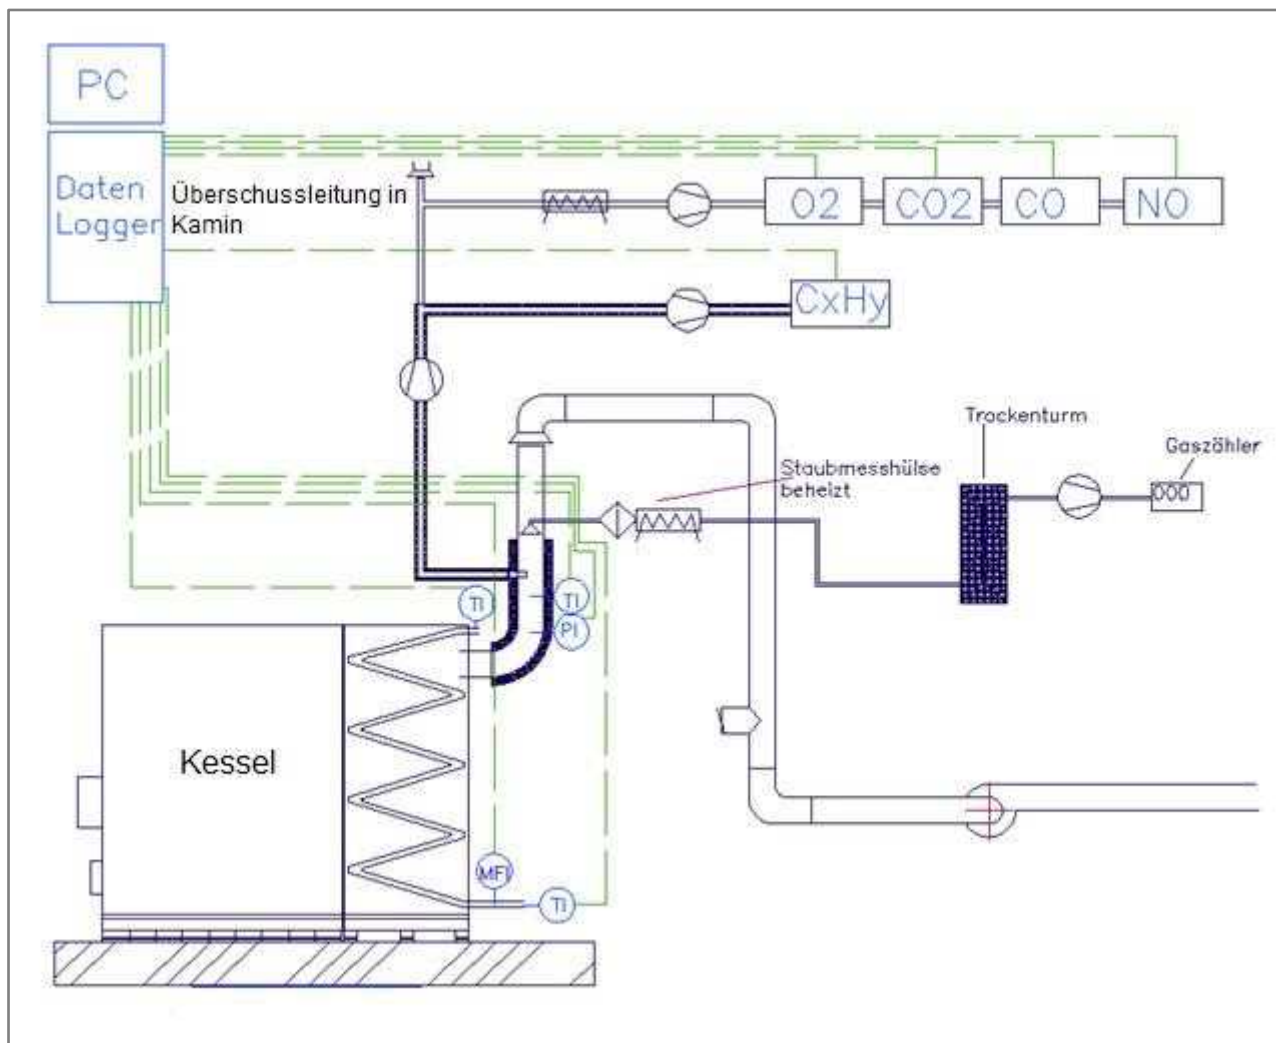 PC
Daten
Logger
Überschussleitung in
Kamin
O2
CO2
CO
NO
CxHy
Trockenturm
Gaszähler
Staubmesshülse
beheizt
000
TI
TI
PI
Kessel
MFI
TI